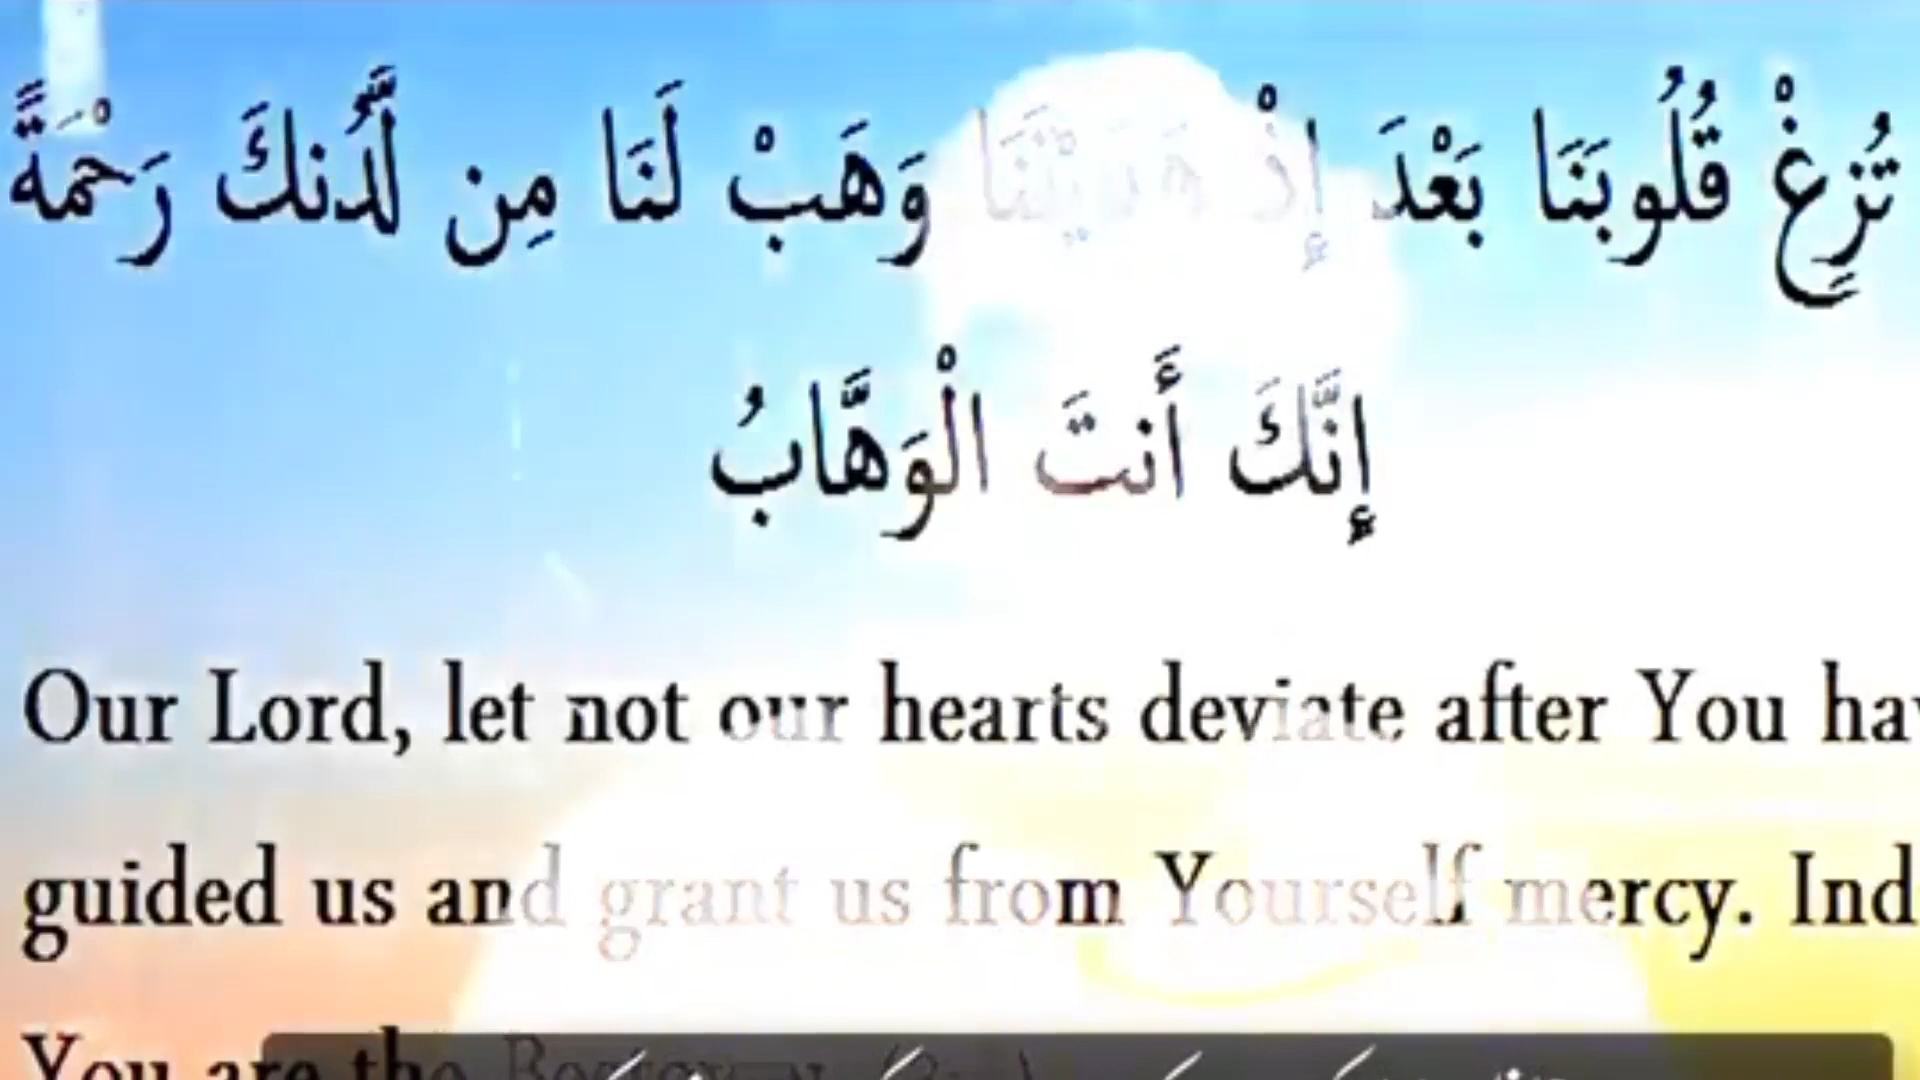 تُزِغْ قُلُوبَنَا بَعْدَ إِذْ هَدَيْتَنَا وَهَبْ لَنَا مِن لَّدُنكَ رَحْمَةً
إِنَّكَ أَنتَ الْوَهَّابُ
Our Lord, let not our hearts deviate after You hav
guided us and grant us from Yourself mercy. Ind
You are the